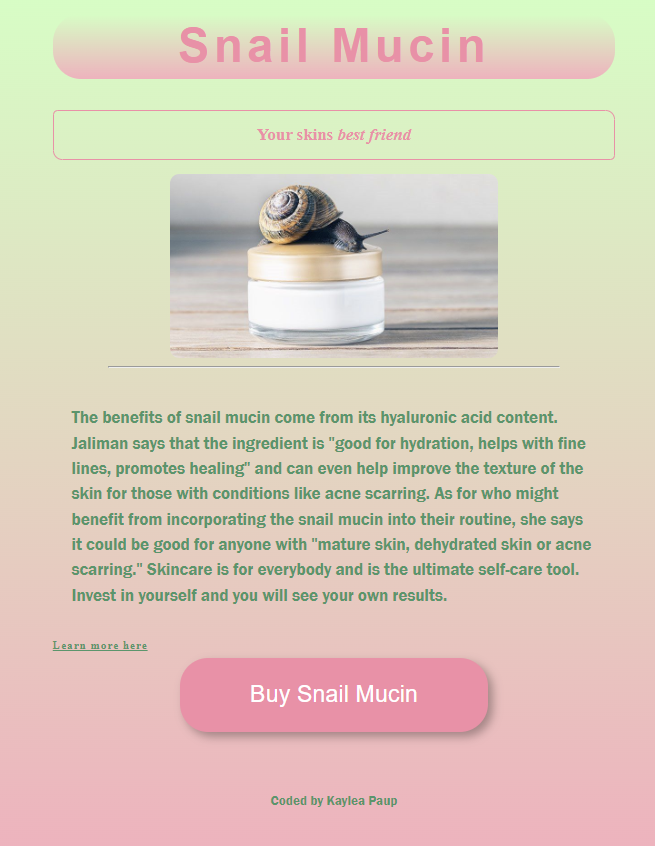 Snail Mucin
Your skins best friend
The benefits of snail mucin come from its hyaluronic acid content.
Jaliman says that the ingredient is "good for hydration, helps with fine
lines, promotes healing" and can even help improve the texture of the
skin for those with conditions like acne scarring. As for who might
benefit from incorporating the snail mucin into their routine, she says
it could be good for anyone with "mature skin, dehydrated skin or acne
scarring." Skincare is for everybody and is the ultimate self-care tool.
Invest in yourself and you will see your own results.
Learn more here
Buy Snail Mucin
Coded by Kaylea Paup